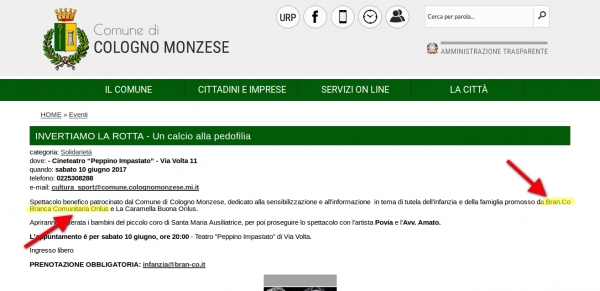 URP
Comune di
COLOGNO MONZESE
Cerca per parola...
AMMINISTRAZIONE TRASPARENTE
IL COMUNE CITTADINI E IMPRESE SERVIZI ON LINE LA CITTÀ
HOME » Eventi
INVERTIAMO LA ROTTA - Un calcio alla pedofilia
categoria: Solidarietà
dove: - Cineteatro "Peppino Impastato" - Via Volta 11
quando: sabato 10 giugno 2017
telefono: 0225308288
e-mail: cultura_sport@comune.colognomonzese.mi.it
Spettacolo benefico patrocinato dal Comune di Cologno Monzese, dedicato alla sensibilizzazione e all'informazione in tema di tutela dell'infanzia e della famiglia promosso da Bran.Co
Branca Comunitaria Onlus e La Caramella Buona Onlus.
Apriranno serata i bambini del piccolo coro di Santa Maria Ausiliatrice, per poi proseguire lo spettacolo con l'artista Povia e l'Avv. Amato.
L'appuntamento è per sabato 10 giugno, ore 20:00 - Teatro "Peppino Impastato" di Via Volta.
Ingresso libero
PRENOTAZIONE OBBLIGATORIA: infanzia@bran-co.it